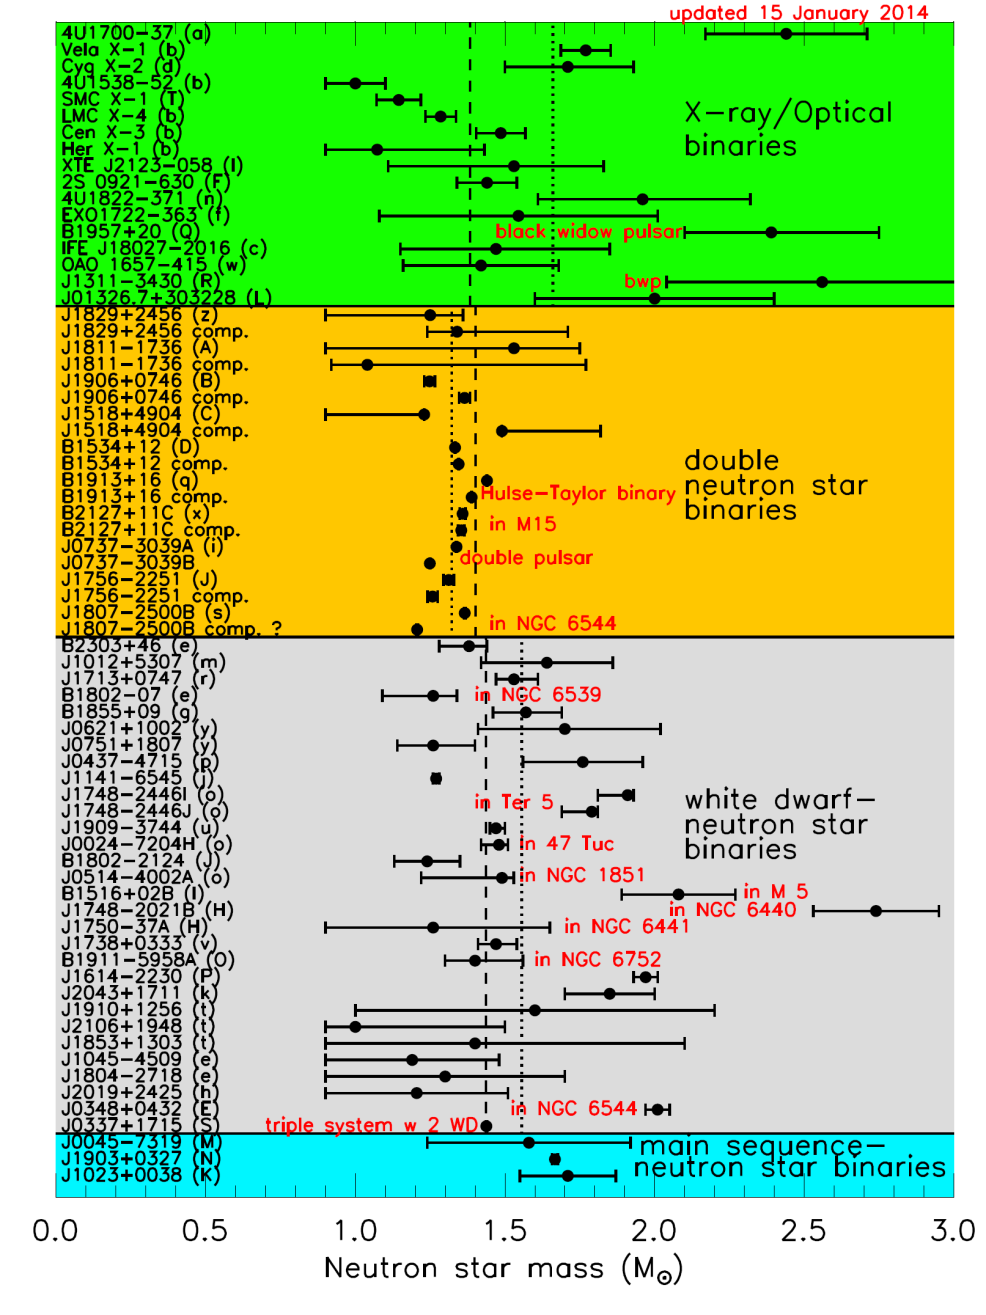 updated 15 January 2014
4U1700-37 (a)
Vela X-1 (b)
Cyg X-2 (d)
4U1538-52 (b)
SMC X-1 (T)
LMC X-4 (b)
Cen X-3 (b)
Her X-1 (b)
XTE J2123-058 (l)
2S 0921-630 (F)
4U1822-371 (n)
EXO1722-363 (f)
B1957+20 (Q) black widow pulsar
IFE J18027-2016 (c)
OAO 1657-415 (w)
J1311-3430 (R) bwp
J01326.7+303228 (L)
X-ray/Optical
binaries
J1829+2456 (z)
J1829+2456 comp.
J1811-1736 (A)
J1811-1736 comp.
J1906+0746 (B)
J1906+0746 comp.
J1518+4904 (C)
J1518+4904 comp.
B1534+12 (D)
B1534+12 comp.
B1913+16 (q)
B1913+16 comp. Hulse-Taylor binary
B2127+11C (x)
B2127+11C comp. in M15
J0737-3039A (i)
J0737-3039B double pulsar
J1756-2251 (J)
J1756-2251 comp.
J1807-2500B (s)
J1807-2500B comp. ? in NGC 6544
double
neutron star
binaries
B2303+46 (e)
J1012+5307 (m)
J1713+0747 (r)
B1802-07 (e) in NGC 6539
B1855+09 (g)
J0621+1002 (y)
J0751+1807 (y)
J0437-4715 (p)
J1141-6545 (j)
J1748-2446I (o)
J1748-2446J (o) in Ter 5
J1909-3744 (u)
J0024-7204H (o) in 47 Tuc
B1802-2124 (J)
J0514-4002A (o) in NGC 1851
B1516+02B (l) in M 5
J1748-2021B (H) in NGC 6440
J1750-37A (H) in NGC 6441
J1738+0333 (v)
B1911-5958A (O) in NGC 6752
J1614-2230 (P)
J2043+1711 (k)
J1910+1256 (t)
J2106+1948 (t)
J1853+1303 (t)
J1045-4509 (e)
J1804-2718 (e)
J2019+2425 (h)
J0348+0432 (E) in NGC 6544
J0337+1715 (S) triple system w 2 WD
white dwarf-
neutron star
binaries
J0045-7319 (M)
J1903+0327 (N)
J1023+0038 (K)
main sequence-
neutron star binaries
0.0 0.5 1.0 1.5 2.0 2.5 3.0
Neutron star mass (M☉)